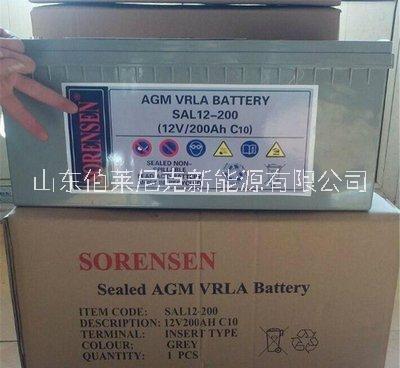 SORENSEN
AGM VRLA BATTERY
SAL12-200
(12V/200Ah C10)
SEALED NON-
山东伯莱尼克新能源有限公司
SORENSEN
Sealed AGM VRLA Battery
ITEM CODE: SAL12-200
DESCRIPTION: 12V200AH C10
TERMINAL: INSERT TYPE
COLOUR: GREY
QUANTITY: 1 PCS